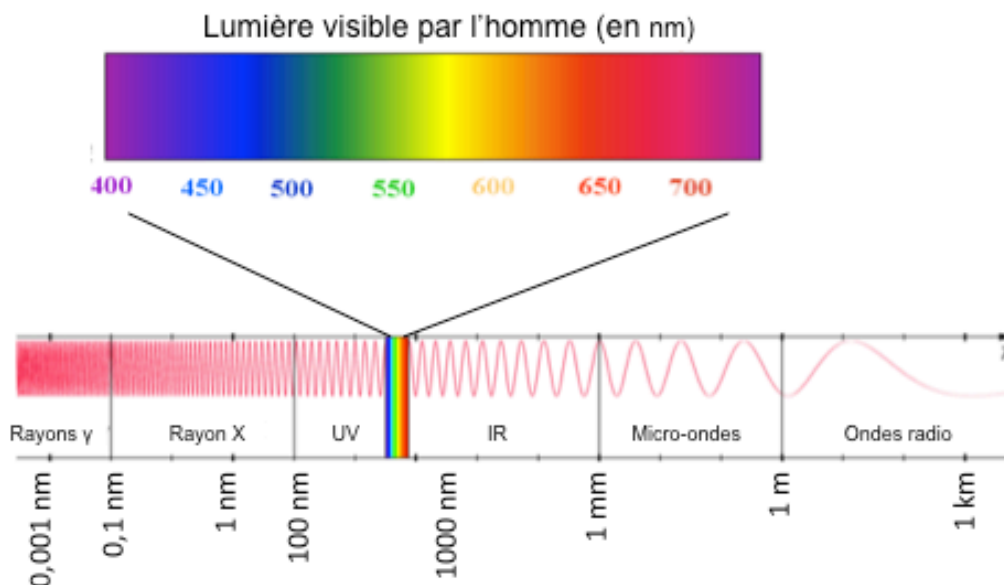 Lumière visible par l'homme (en nm)
400 450 500 550 600 650 700
Rayons γ Rayon X UV IR Micro-ondes Ondes radio
0,001 nm 0,1 nm 1 nm 100 nm 1000 nm 1 mm 1 m 1 km